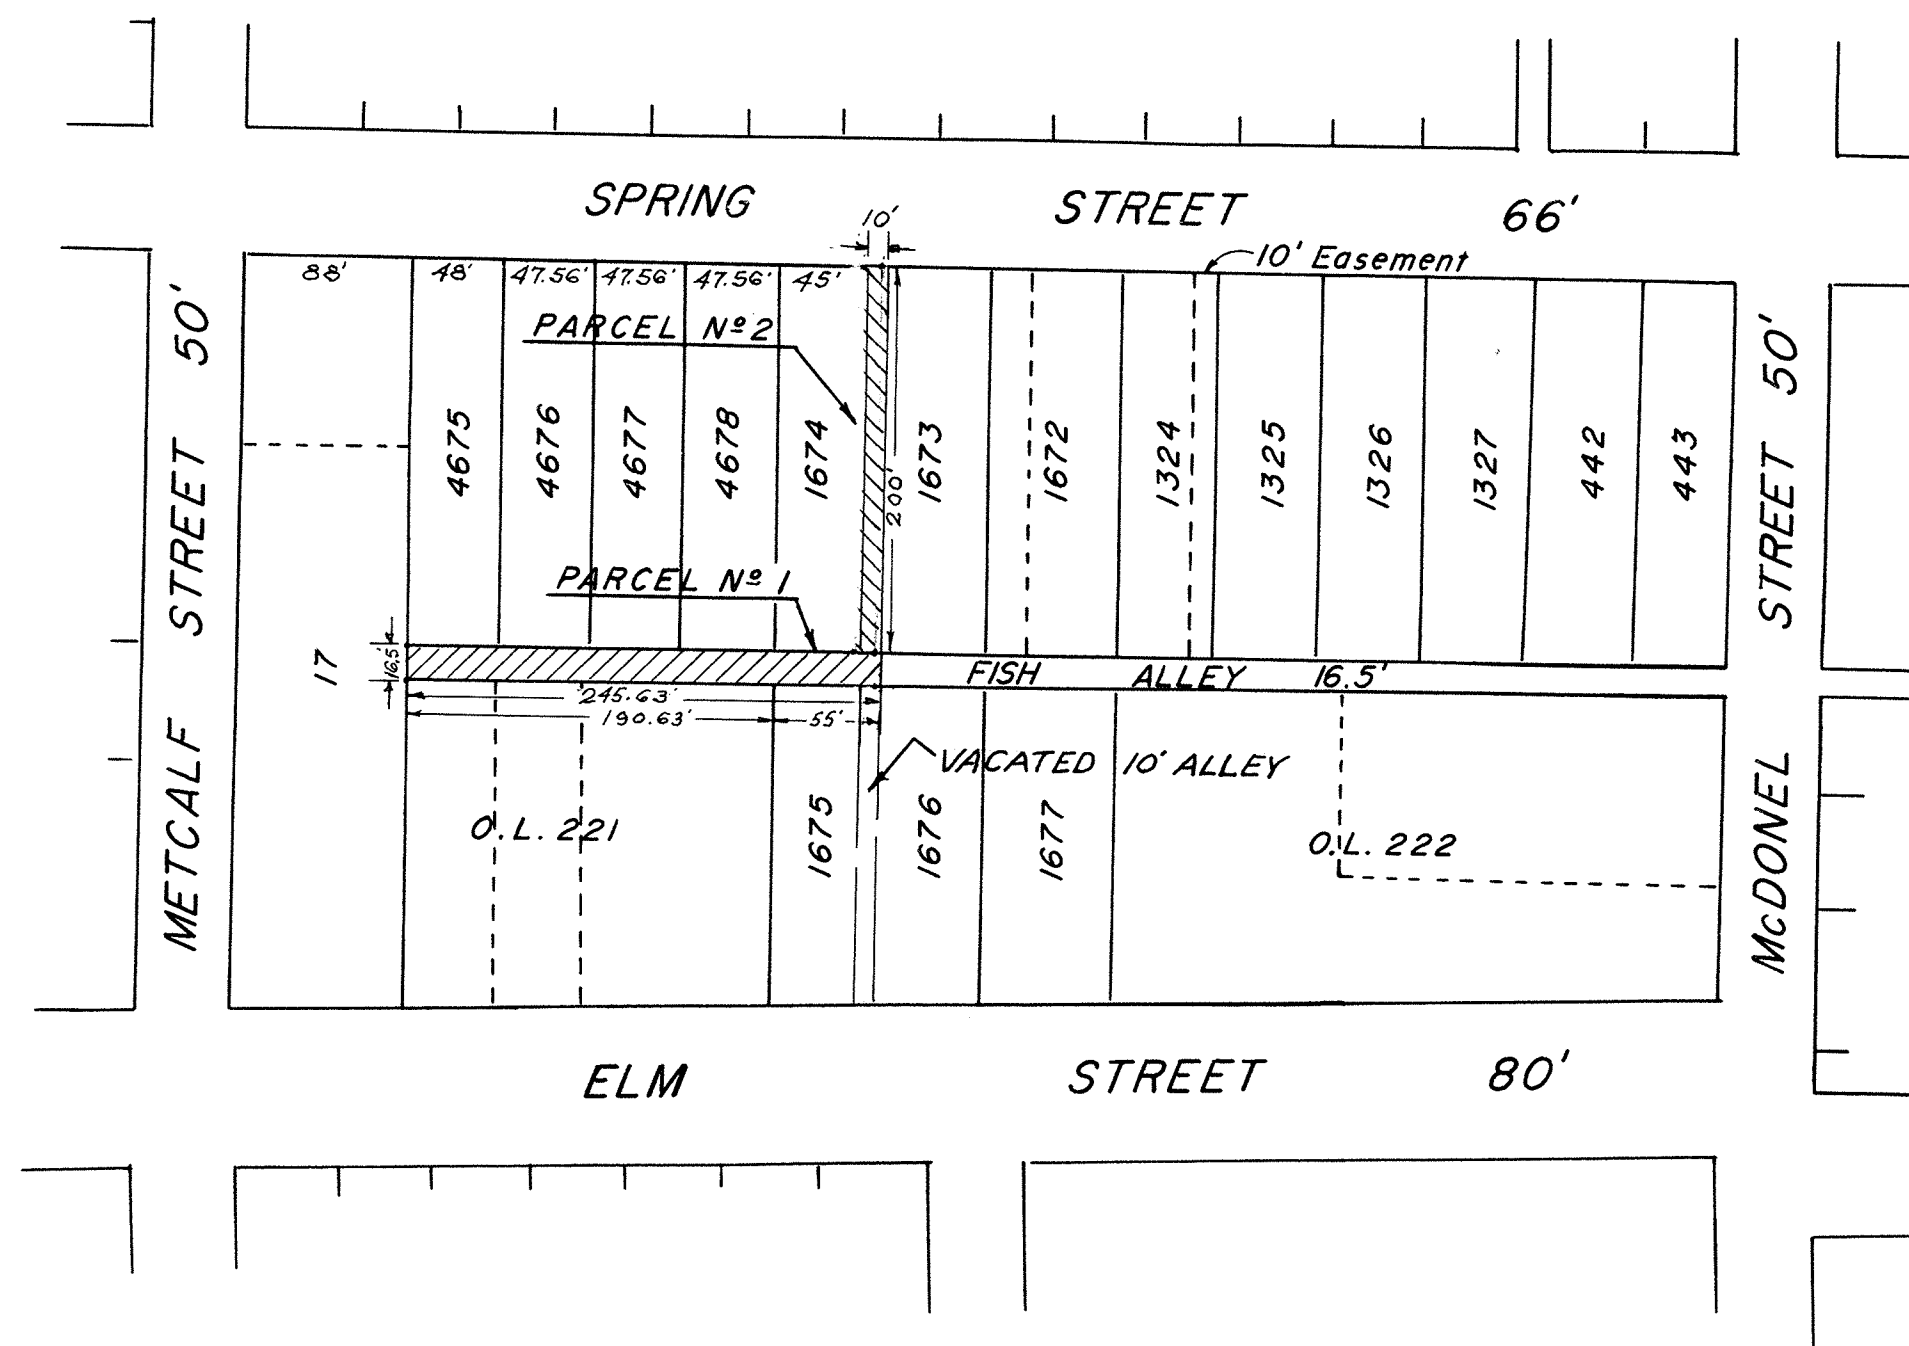 SPRING STREET 66'
10'
10' Easement
88' 48' 47.56' 47.56' 47.56' 45'
PARCEL Nº 2
METCALF STREET 50'
McDONEL STREET 50'
4675
4676
4677
4678
1674
200'
1673
1672
1324
1325
1326
1327
442
443
PARCEL Nº 1
17
16.5'
FISH ALLEY 16.5'
245.63'
190.63' 55'
VACATED 10' ALLEY
O.L. 221
1675
1676
1677
O.L. 222
ELM STREET 80'